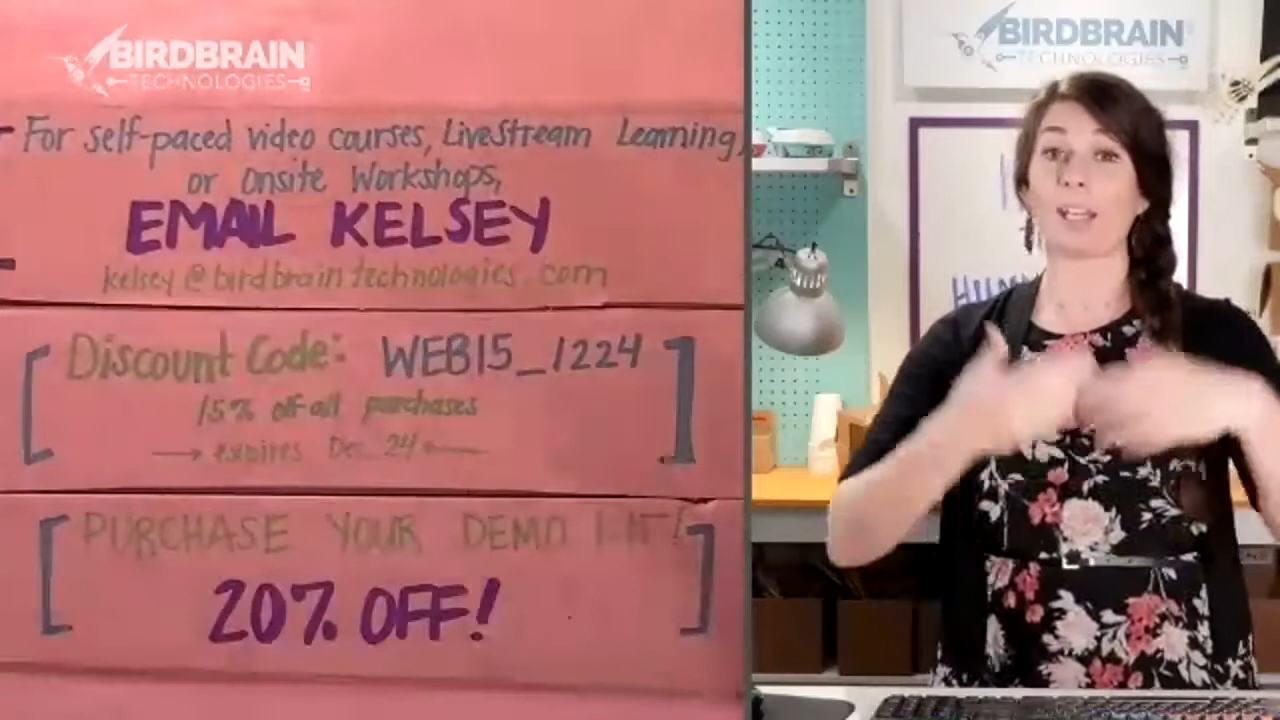 BIRDBRAIN
TECHNOLOGIES
For self-paced video courses, LiveStream Learning,
or Onsite Workshops,
EMAIL KELSEY
kelsey@birdbraintechnologies.com
Discount Code: WEB15_1224
15% off all purchases
→ expires Dec. 24 ←
PURCHASE YOUR DEMO KIT!
20% OFF!
BIRDBRAIN
TECHNOLOGIES